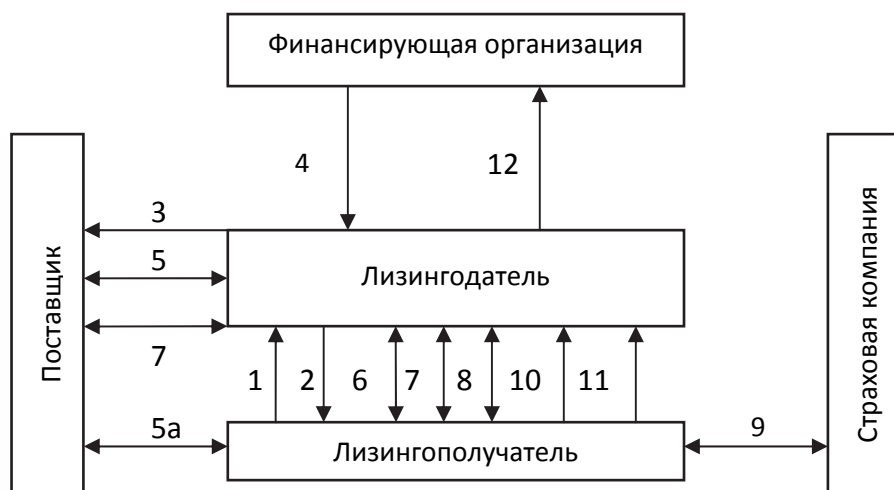 Финансирующая организация
4
12
3
5
7
Поставщик
Лизингодатель
Страховая компания
1
2
6
7
8
10
11
5а
9
Лизингополучатель